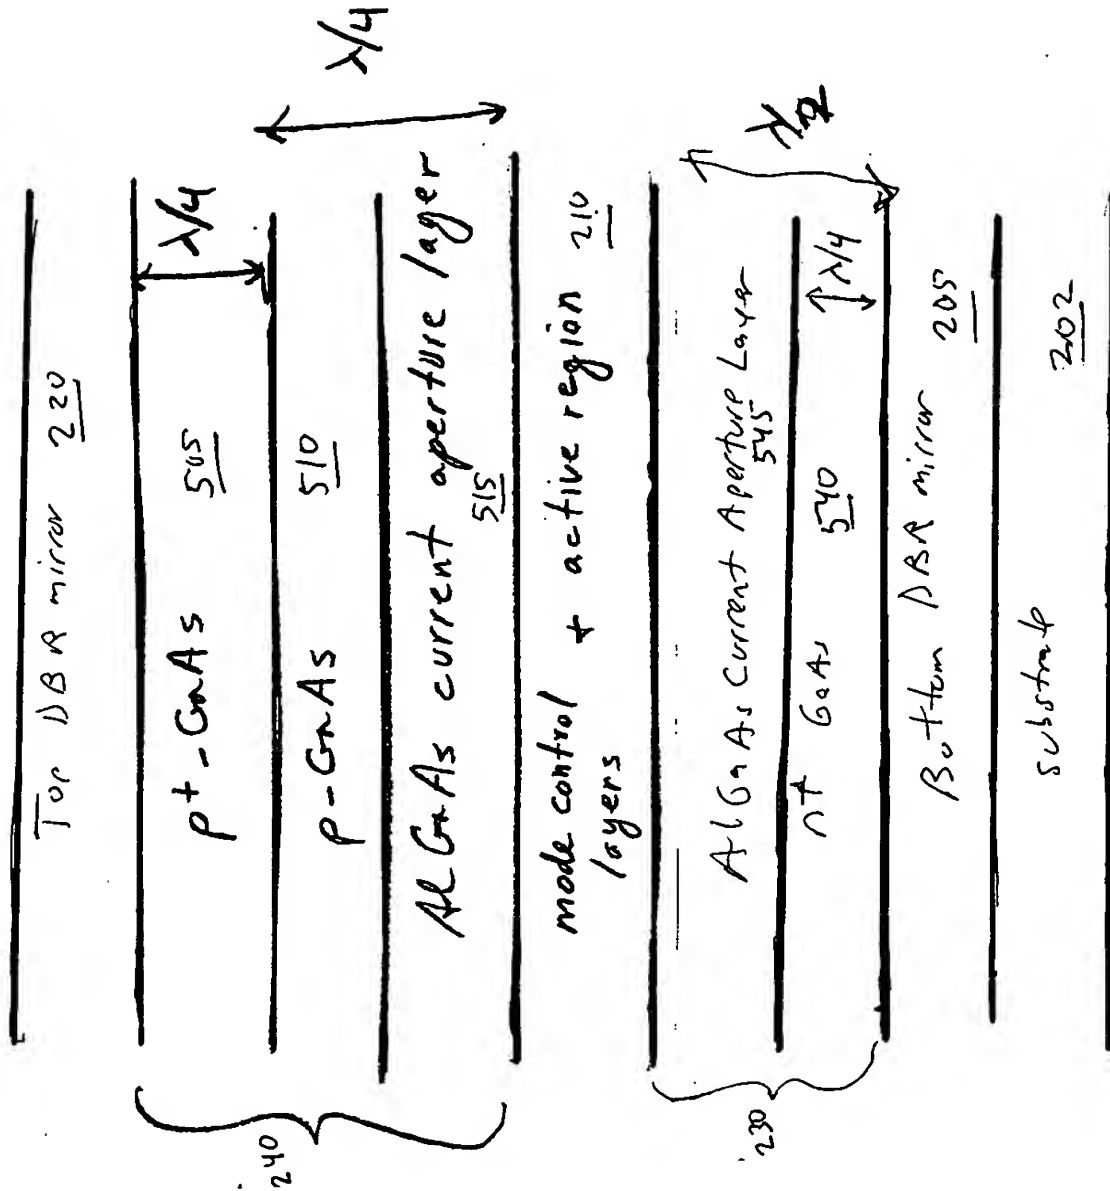 Top DBR mirror 220
p+-GaAs 505
λ/4
p-GaAs 510
λ/4
AlGaAs current aperture layer
515
mode control + active region 210
layers
AlGaAs Current Aperture Layer
545
n+ GaAs 540
λ/4
Bottom DBR mirror 205
substrate 202
240
230